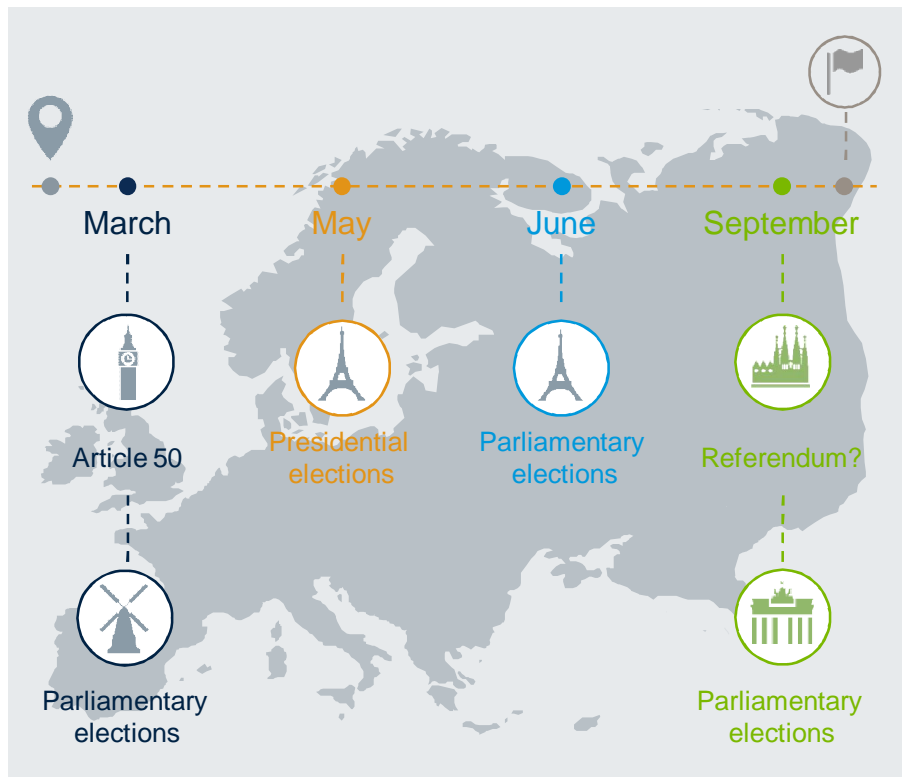 March
May
June
September
Article 50
Presidential
elections
Parliamentary
elections
Referendum?
Parliamentary
elections
Parliamentary
elections